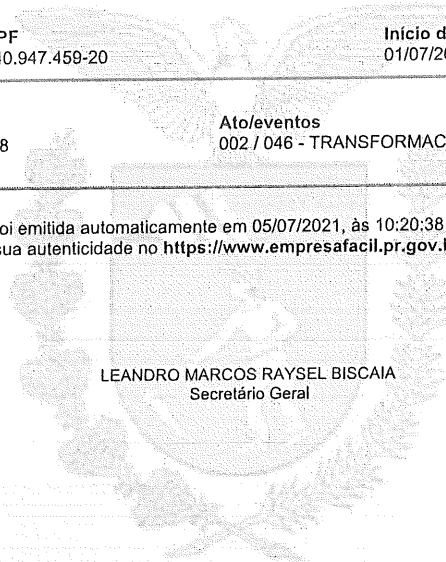 PF
Início d
0.947.459-20
01/07/20
Ato/eventos
8
002 / 046 - TRANSFORMAC
oi emitida automaticamente em 05/07/2021, às 10:20:38
sua autenticidade no https://www.empresafacil.pr.gov.b
LEANDRO MARCOS RAYSEL BISCAIA
Secretário Geral